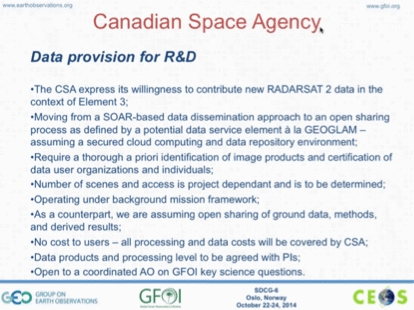 www.earthobservations.org
www.gfoi.org
Canadian Space Agency
Data provision for R&D
•The CSA express its willingness to contribute new RADARSAT 2 data in the
context of Element 3;
•Moving from a SOAR-based data dissemination approach to an open sharing
process as defined by a potential data service element à la GEOGLAM –
assuming a secured cloud computing and data repository environment;
•Require a thorough a priori identification of image products and certification of
data user organizations and individuals;
•Number of scenes and access is project dependant and is to be determined;
•Operating under background mission framework;
•As a counterpart, we are assuming open sharing of ground data, methods,
and derived results;
•No cost to users – all processing and data costs will be covered by CSA;
•Data products and processing level to be agreed with PIs;
•Open to a coordinated AO on GFOI key science questions.
GEO GROUP ON
EARTH OBSERVATIONS
GFOI
SDCG-6
Oslo, Norway
October 22-24, 2014
CEOS